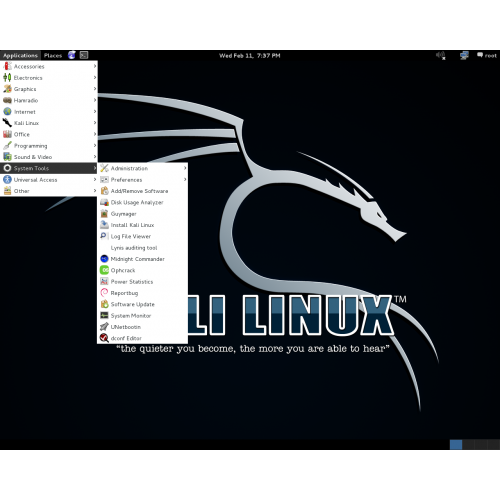 Applications Places
Wed Feb 11, 7:37 PM
root
Accessories
Electronics
Graphics
Hamradio
Internet
Kali Linux
Office
Programming
Sound & Video
System Tools
Universal Access
Other
Administration
Preferences
Add/Remove Software
Disk Usage Analyzer
Guymager
Install Kali Linux
Log File Viewer
Lynis auditing tool
Midnight Commander
Ophcrack
Power Statistics
Reportbug
Software Update
System Monitor
UNetbootin
dconf Editor
LI LINUX™
"the quieter you become, the more you are able to hear"